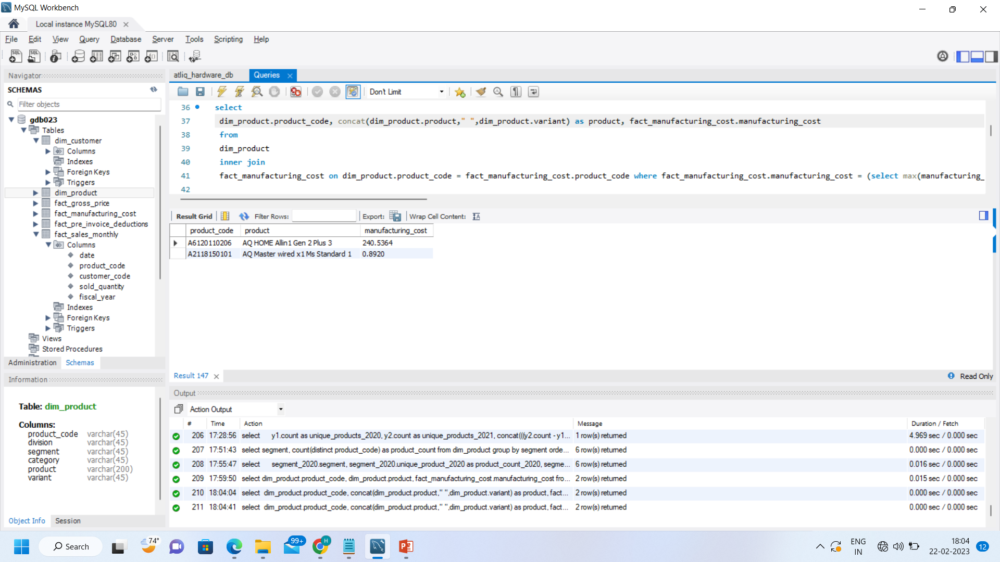 MySQL Workbench
Local instance MySQL80
File Edit View Query Database Server Tools Scripting Help
Navigator
SCHEMAS
Filter objects
gdb023
Tables
dim_customer
Columns
Indexes
Foreign Keys
Triggers
dim_product
fact_gross_price
fact_manufacturing_cost
fact_pre_invoice_deductions
fact_sales_monthly
Columns
date
product_code
customer_code
sold_quantity
fiscal_year
Indexes
Foreign Keys
Triggers
Views
Stored Procedures
Administration Schemas
Information
Table: dim_product
Columns:
product_code varchar(45)
division varchar(45)
segment varchar(45)
category varchar(45)
product varchar(200)
variant varchar(45)
Object Info Session
atliq_hardware_db Queries
Don't Limit
36 select
37 dim_product.product_code, concat(dim_product.product," ",dim_product.variant) as product, fact_manufacturing_cost.manufacturing_cost
38 from
39 dim_product
40 inner join
41 fact_manufacturing_cost on dim_product.product_code = fact_manufacturing_cost.product_code where fact_manufacturing_cost.manufacturing_cost = (select max(manufacturing_
42
Result Grid Filter Rows: Export: Wrap Cell Content:
product_code product manufacturing_cost
A6120110206 AQ HOME Allin1 Gen 2 Plus 3 240.5364
A2118150101 AQ Master wired x1 Ms Standard 1 0.8920
Result 147 Read Only
Output
Action Output
# Time Action Message Duration / Fetch
206 17:28:56 select y1.count as unique_products_2020, y2.count as unique_products_2021, concat(((y2.count - y1... 1 row(s) returned 4.969 sec / 0.000 sec
207 17:51:43 select segment, count(distinct product_code) as product_count from dim_product group by segment orde... 6 row(s) returned 0.000 sec / 0.000 sec
208 17:55:47 select segment_2020.segment, segment_2020.unique_product_2020 as product_count_2020, segme... 6 row(s) returned 0.016 sec / 0.000 sec
209 17:59:50 select dim_product.product_code, dim_product.product, fact_manufacturing_cost.manufacturing_cost fro... 2 row(s) returned 0.015 sec / 0.000 sec
210 18:04:04 select dim_product.product_code, concat(dim_product.product," ",dim_product.variant) as product, fact... 2 row(s) returned 0.000 sec / 0.000 sec
211 18:04:41 select dim_product.product_code, concat(dim_product.product," ",dim_product.variant) as product, fact... 2 row(s) returned 0.000 sec / 0.000 sec
Search 74° 99+ H ENG 18:04
IN 22-02-2023 12